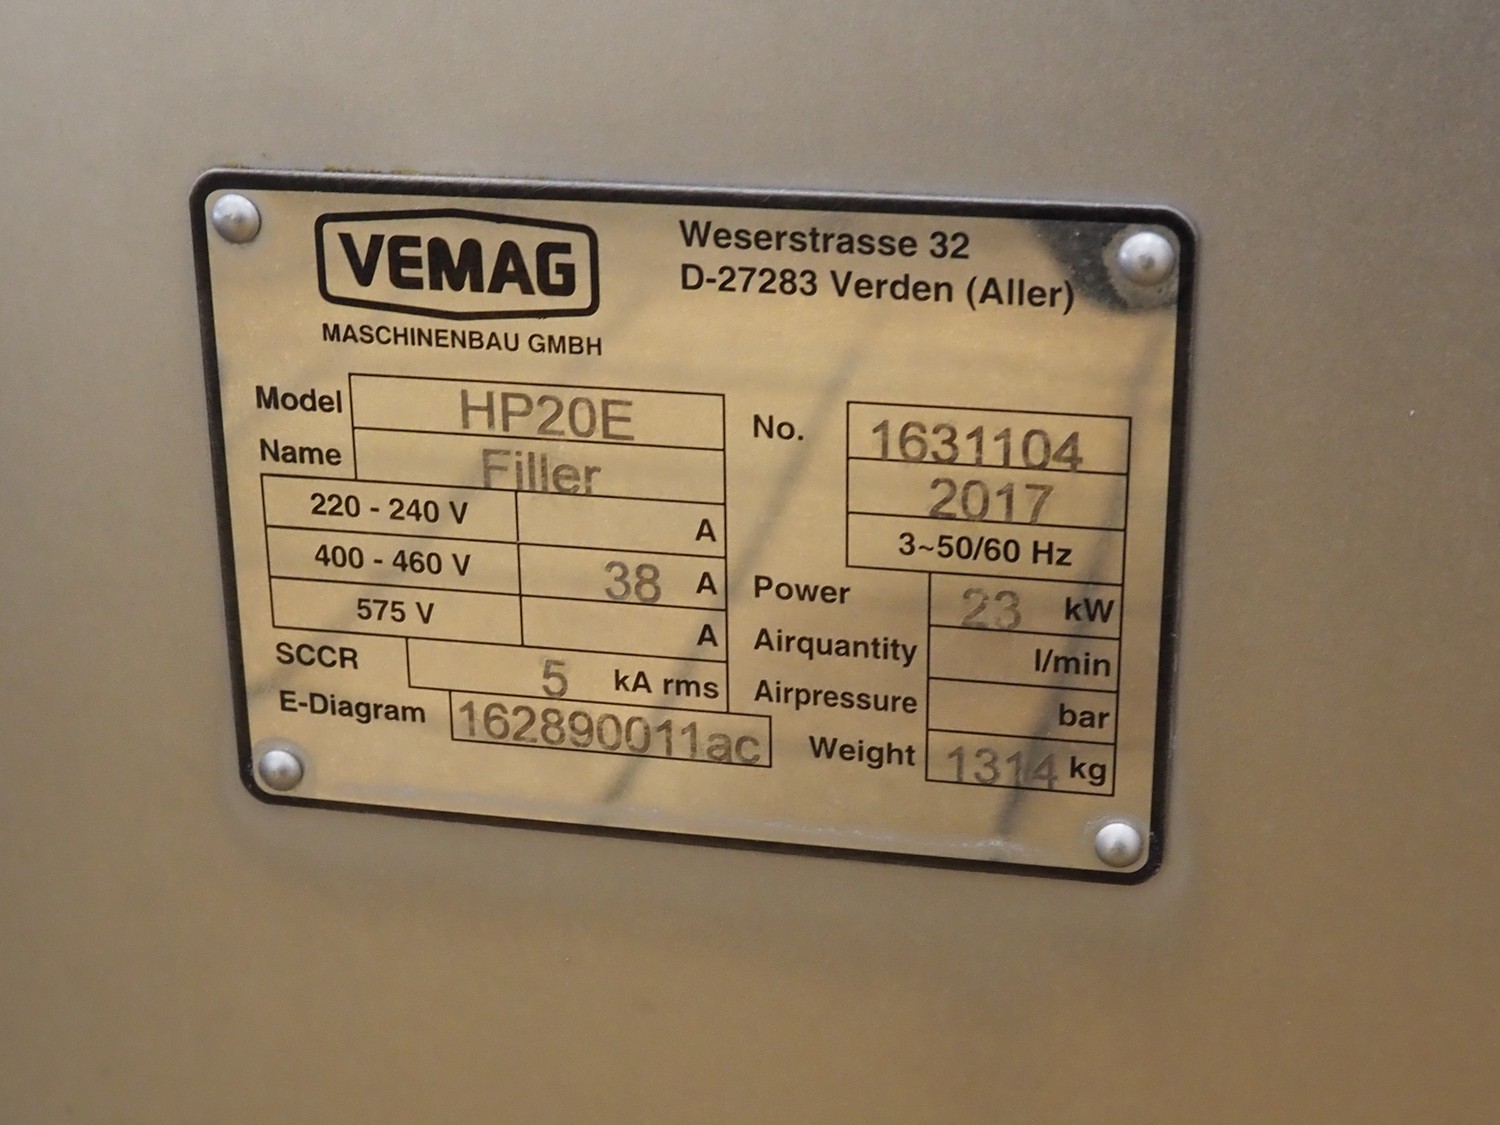 VEMAG
MASCHINENBAU GMBH
Weserstrasse 32
D-27283 Verden (Aller)
Model HP20E
Name Filler
220 - 240 V A
400 - 460 V 38 A
575 V A
SCCR 5 kA rms
E-Diagram 162890011ac
No. 1631104
2017
3~50/60 Hz
Power 23 kW
Airquantity l/min
Airpressure bar
Weight 1314 kg